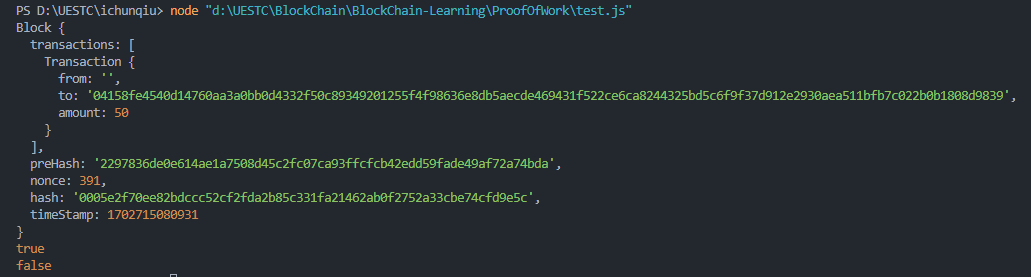 PS D:\UESTC\ichunqiu> node "d:\UESTC\BlockChain\BlockChain-Learning\ProofOfWork\test.js"
Block {
  transactions: [
    Transaction {
      from: '',
      to: '04158fe4540d14760aa3a0bb0d4332f50c89349201255f4f98636e8db5aecde469431f522ce6ca8244325bd5c6f9f37d912e2930aea511bfb7c022b0b1808d9839',
      amount: 50
    }
  ],
  preHash: '2297836de0e614ae1a7508d45c2fc07ca93ffcfcb42edd59fade49af72a74bda',
  nonce: 391,
  hash: '0005e2f70ee82bdccc52cf2fda2b85c331fa21462ab0f2752a33cbe74cfd9e5c',
  timeStamp: 1702715080931
}
true
false